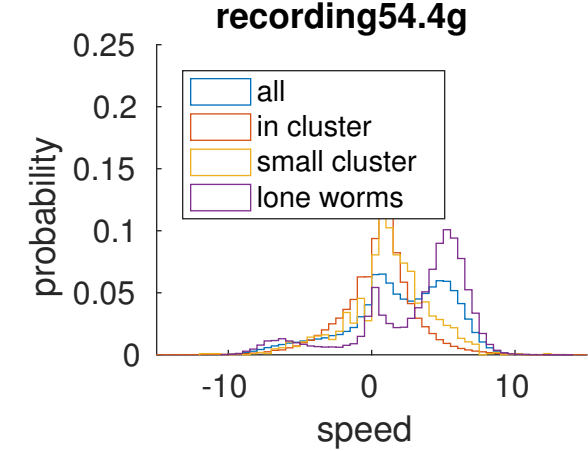 recording54.4g
0.25
0.2
0.15
0.1
0.05
0
probability
all
in cluster
small cluster
lone worms
-10
0
10
speed